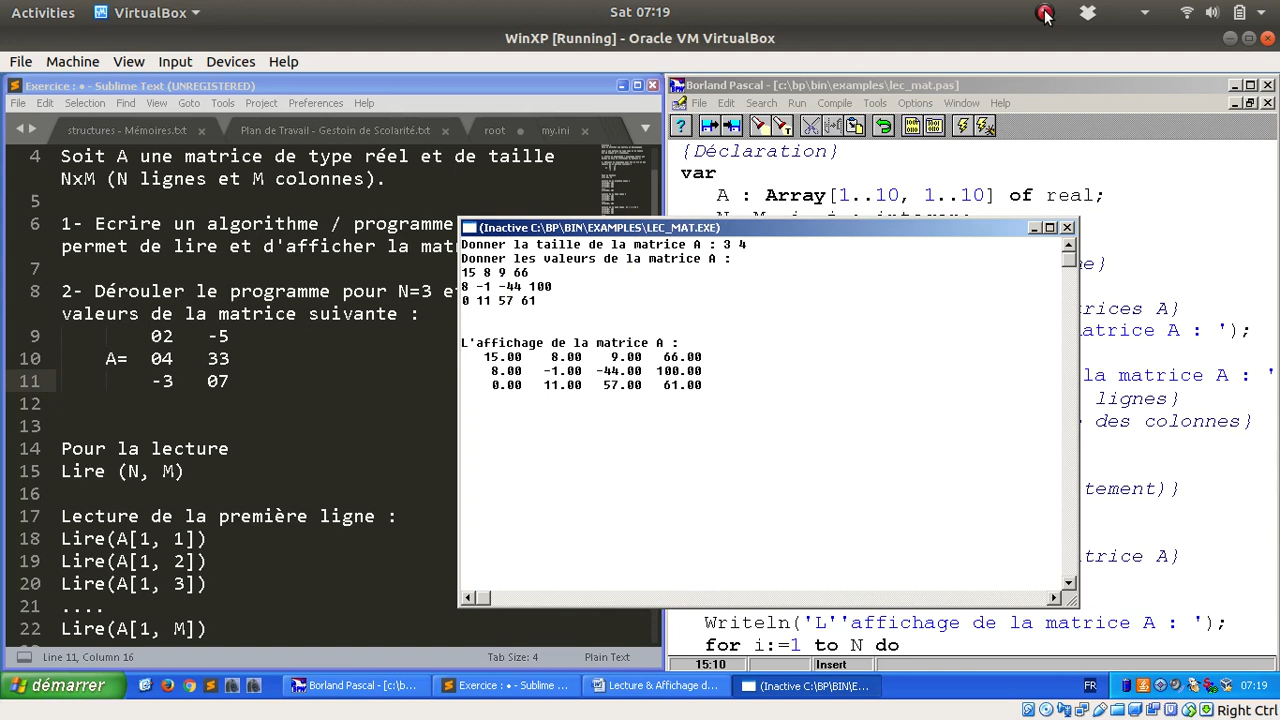 Activities VirtualBox Sat 07:19
WinXP [Running] - Oracle VM VirtualBox
File Machine View Input Devices Help
Exercice : • - Sublime Text (UNREGISTERED)
File Edit Selection Find View Goto Tools Project Preferences Help
structures - Mémoires.txt Plan de Travail - Gestoin de Scolarité.txt root my.ini
4 Soit A une matrice de type réel et de taille
NxM (N lignes et M colonnes).
5
6 1- Ecrire un algorithme / programme
permet de lire et d'afficher la mat
7
8 2- Dérouler le programme pour N=3 e
valeurs de la matrice suivante :
9 02 -5
10 A= 04 33
11 -3 07
12
13
14 Pour la lecture
15 Lire (N, M)
16
17 Lecture de la première ligne :
18 Lire(A[1, 1])
19 Lire(A[1, 2])
20 Lire(A[1, 3])
21 ....
22 Lire(A[1, M])
Line 11, Column 16 Tab Size: 4 Plain Text
Borland Pascal - [c:\bp\bin\examples\lec_mat.pas]
File Edit Search Run Compile Tools Options Window Help
{Déclaration}
var
A : Array[1..10, 1..10] of real;
(Inactive C:\BP\BIN\EXAMPLES\LEC_MAT.EXE)
Donner la taille de la matrice A : 3 4
Donner les valeurs de la matrice A :
15 8 9 66
8 -1 -44 100
0 11 57 61
L'affichage de la matrice A :
15.00 8.00 9.00 66.00
8.00 -1.00 -44.00 100.00
0.00 11.00 57.00 61.00
me}
trices A}
atrice A : ');
la matrice A : '
lignes}
des colonnes}
tement)}
trice A}
Writeln('L''affichage de la matrice A : ');
for i:=1 to N do
15:10 Insert
démarrer Borland Pascal - [c:\b... Exercice : • - Sublime ... Lecture & Affichage d... (Inactive C:\BP\BIN\E... FR 07:19
Right Ctrl